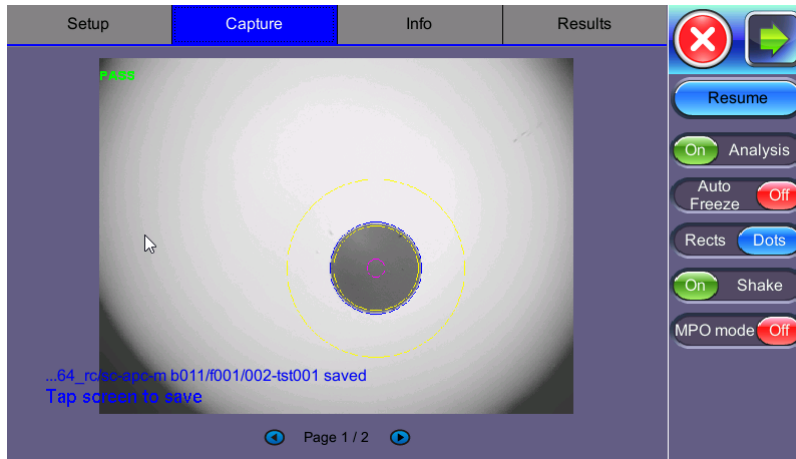 Setup
Capture
Info
Results
PASS
Resume
On Analysis
Auto
Freeze
Off
Rects Dots
On Shake
MPO mode Off
...64_rc/sc-apc-m b011/f001/002-tst001 saved
Tap screen to save
Page 1 / 2